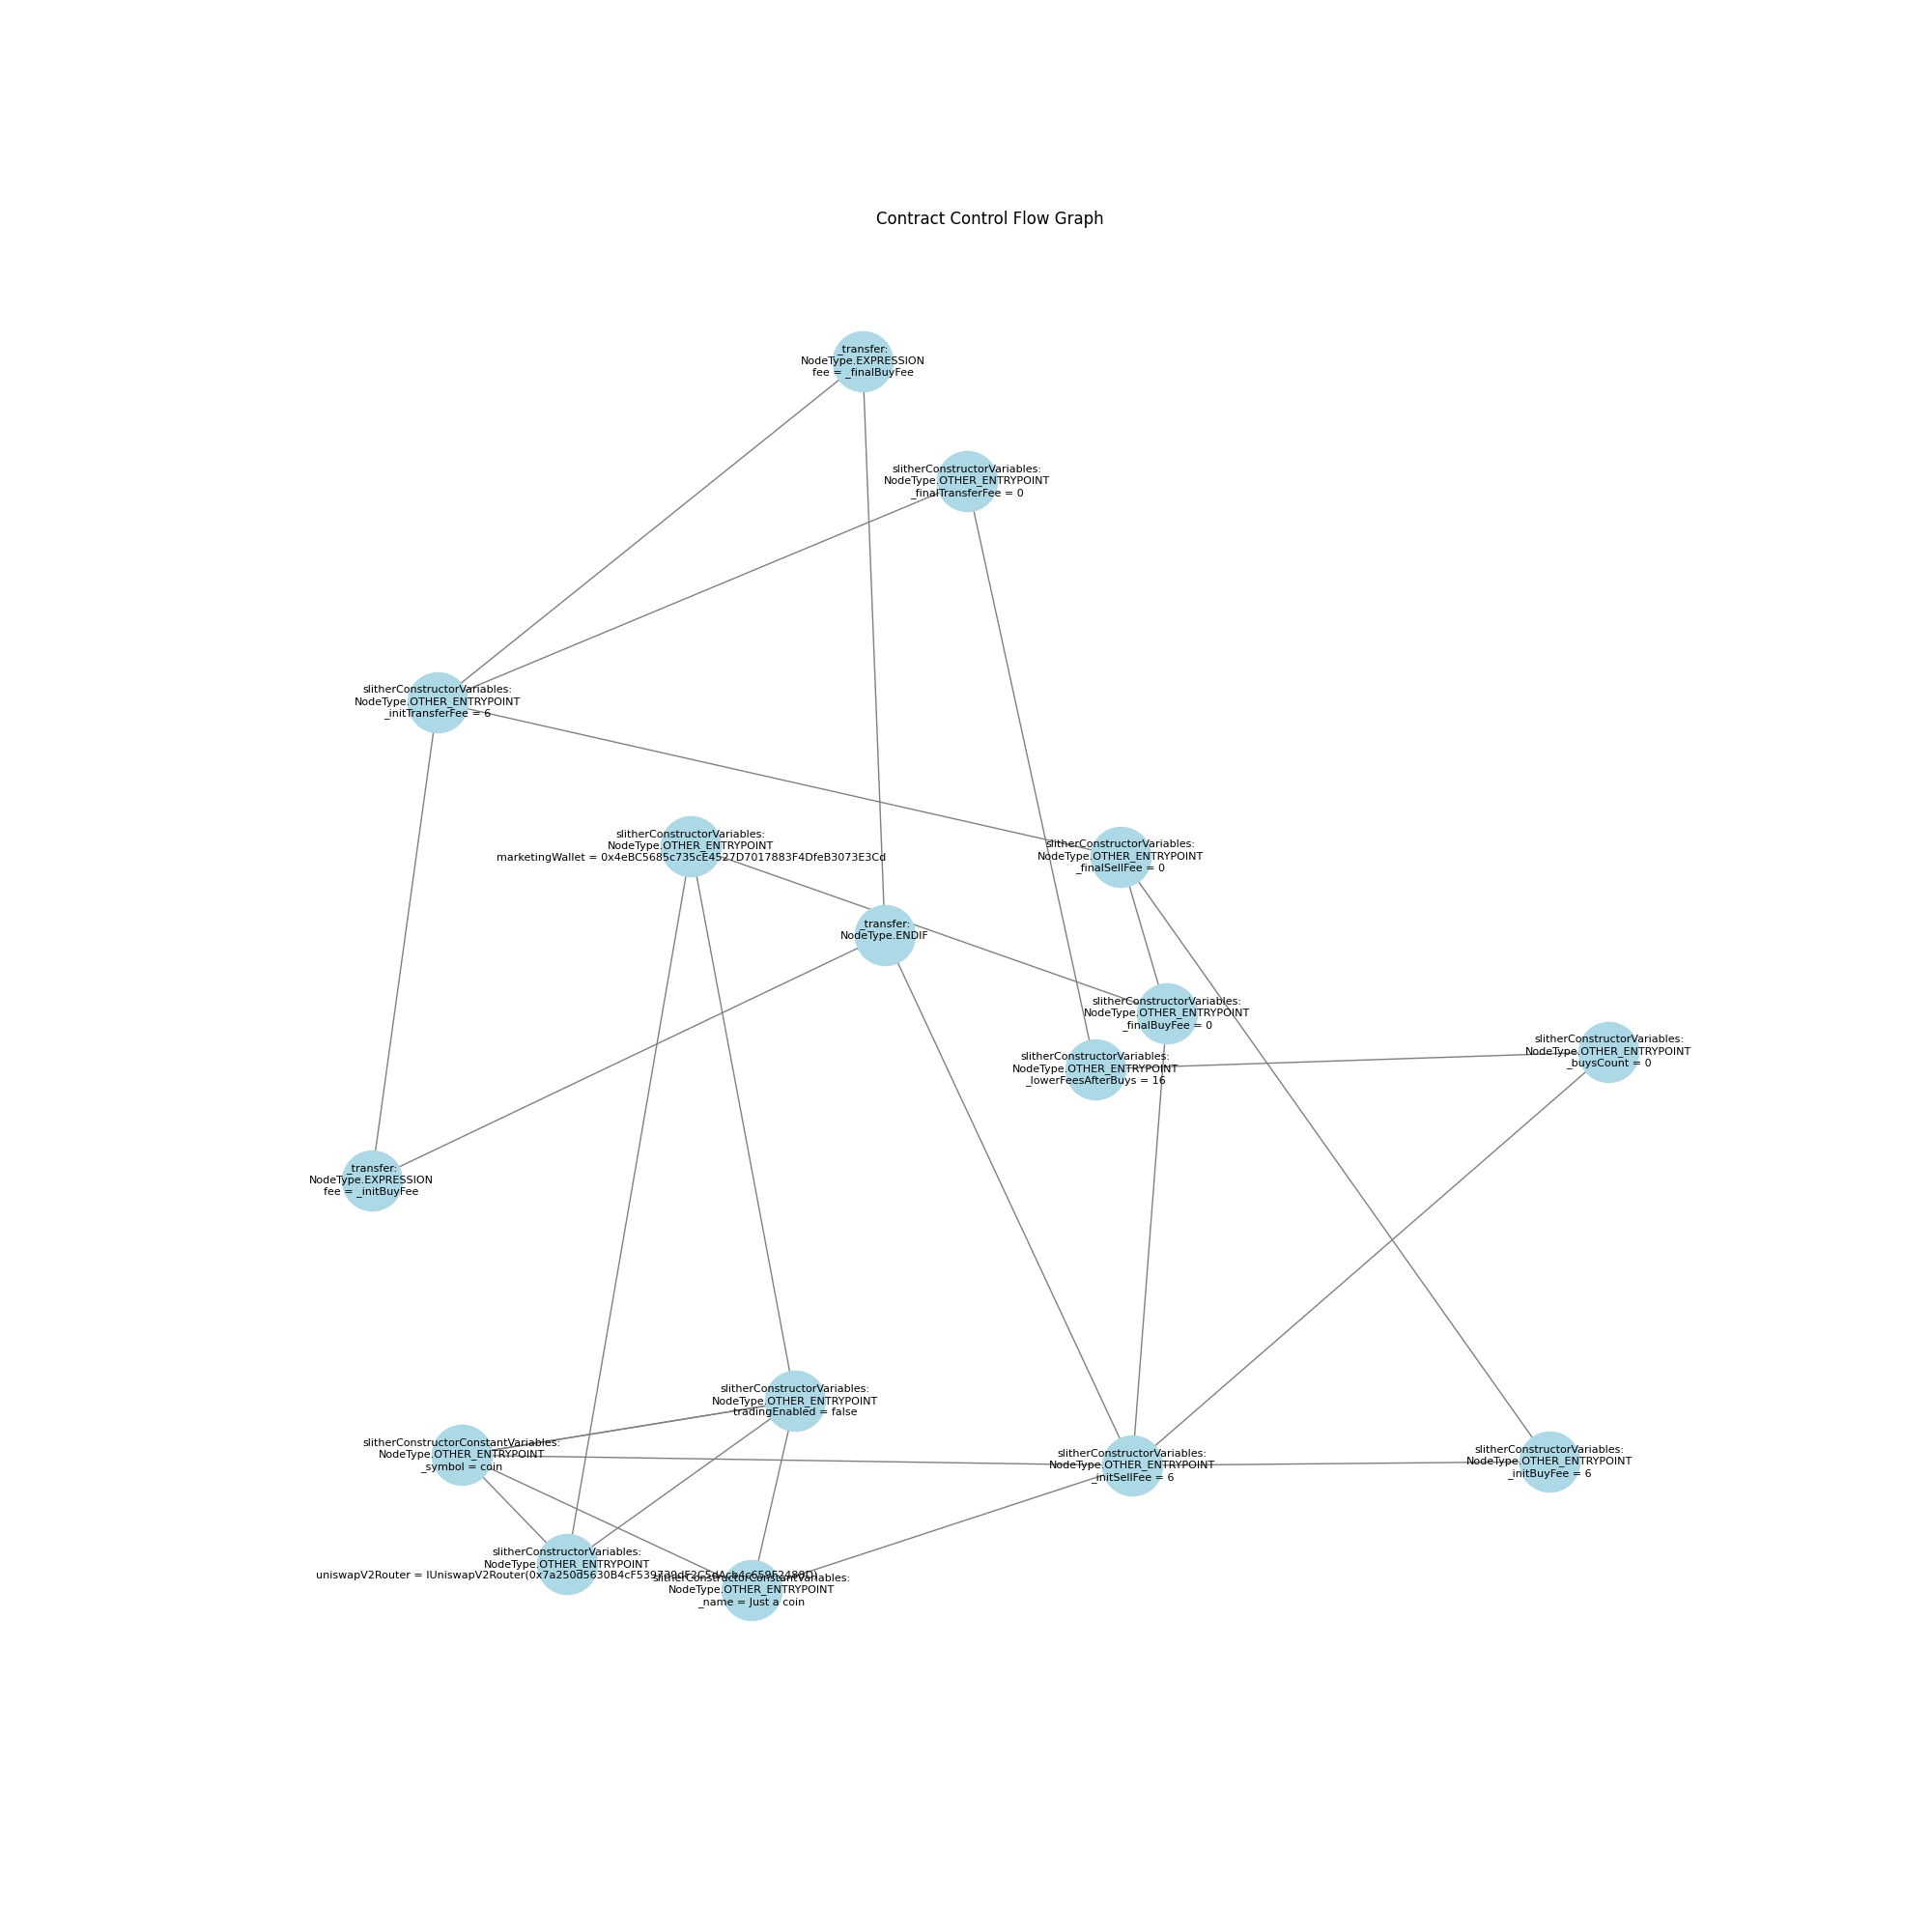 Contract Control Flow Graph
_transfer:
NodeType.EXPRESSION
fee = _finalBuyFee
slitherConstructorVariables:
NodeType.OTHER_ENTRYPOINT
_finalTransferFee = 0
slitherConstructorVariables:
NodeType.OTHER_ENTRYPOINT
_initTransferFee = 6
slitherConstructorVariables:
NodeType.OTHER_ENTRYPOINT
marketingWallet = 0x4eBC5685c735cE4527D7017883F4DfeB3073E3Cd
slitherConstructorVariables:
NodeType.OTHER_ENTRYPOINT
_finalSellFee = 0
_transfer:
NodeType.ENDIF
slitherConstructorVariables:
NodeType.OTHER_ENTRYPOINT
_finalBuyFee = 0
slitherConstructorVariables:
NodeType.OTHER_ENTRYPOINT
_buysCount = 0
slitherConstructorVariables:
NodeType.OTHER_ENTRYPOINT
_lowerFeesAfterBuys = 16
_transfer:
NodeType.EXPRESSION
fee = _initBuyFee
slitherConstructorVariables:
NodeType.OTHER_ENTRYPOINT
tradingEnabled = false
slitherConstructorConstantVariables:
NodeType.OTHER_ENTRYPOINT
_symbol = coin
slitherConstructorVariables:
NodeType.OTHER_ENTRYPOINT
_initSellFee = 6
slitherConstructorVariables:
NodeType.OTHER_ENTRYPOINT
_initBuyFee = 6
slitherConstructorVariables:
NodeType.OTHER_ENTRYPOINT
uniswapV2Router =
slitherConstructorConstantVariables:
NodeType.OTHER_ENTRYPOINT
_name = Just a coin